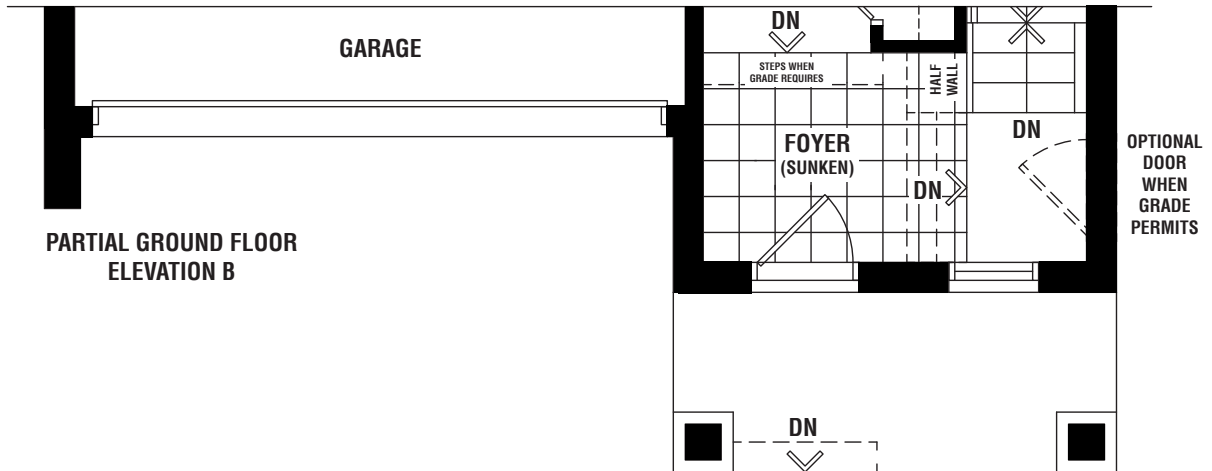 DN
GARAGE
STEPS WHEN
GRADE REQUIRES
HALF
WALL
DN
FOYER
(SUNKEN)
DN
OPTIONAL
DOOR
WHEN
GRADE
PERMITS
PARTIAL GROUND FLOOR
ELEVATION B
DN